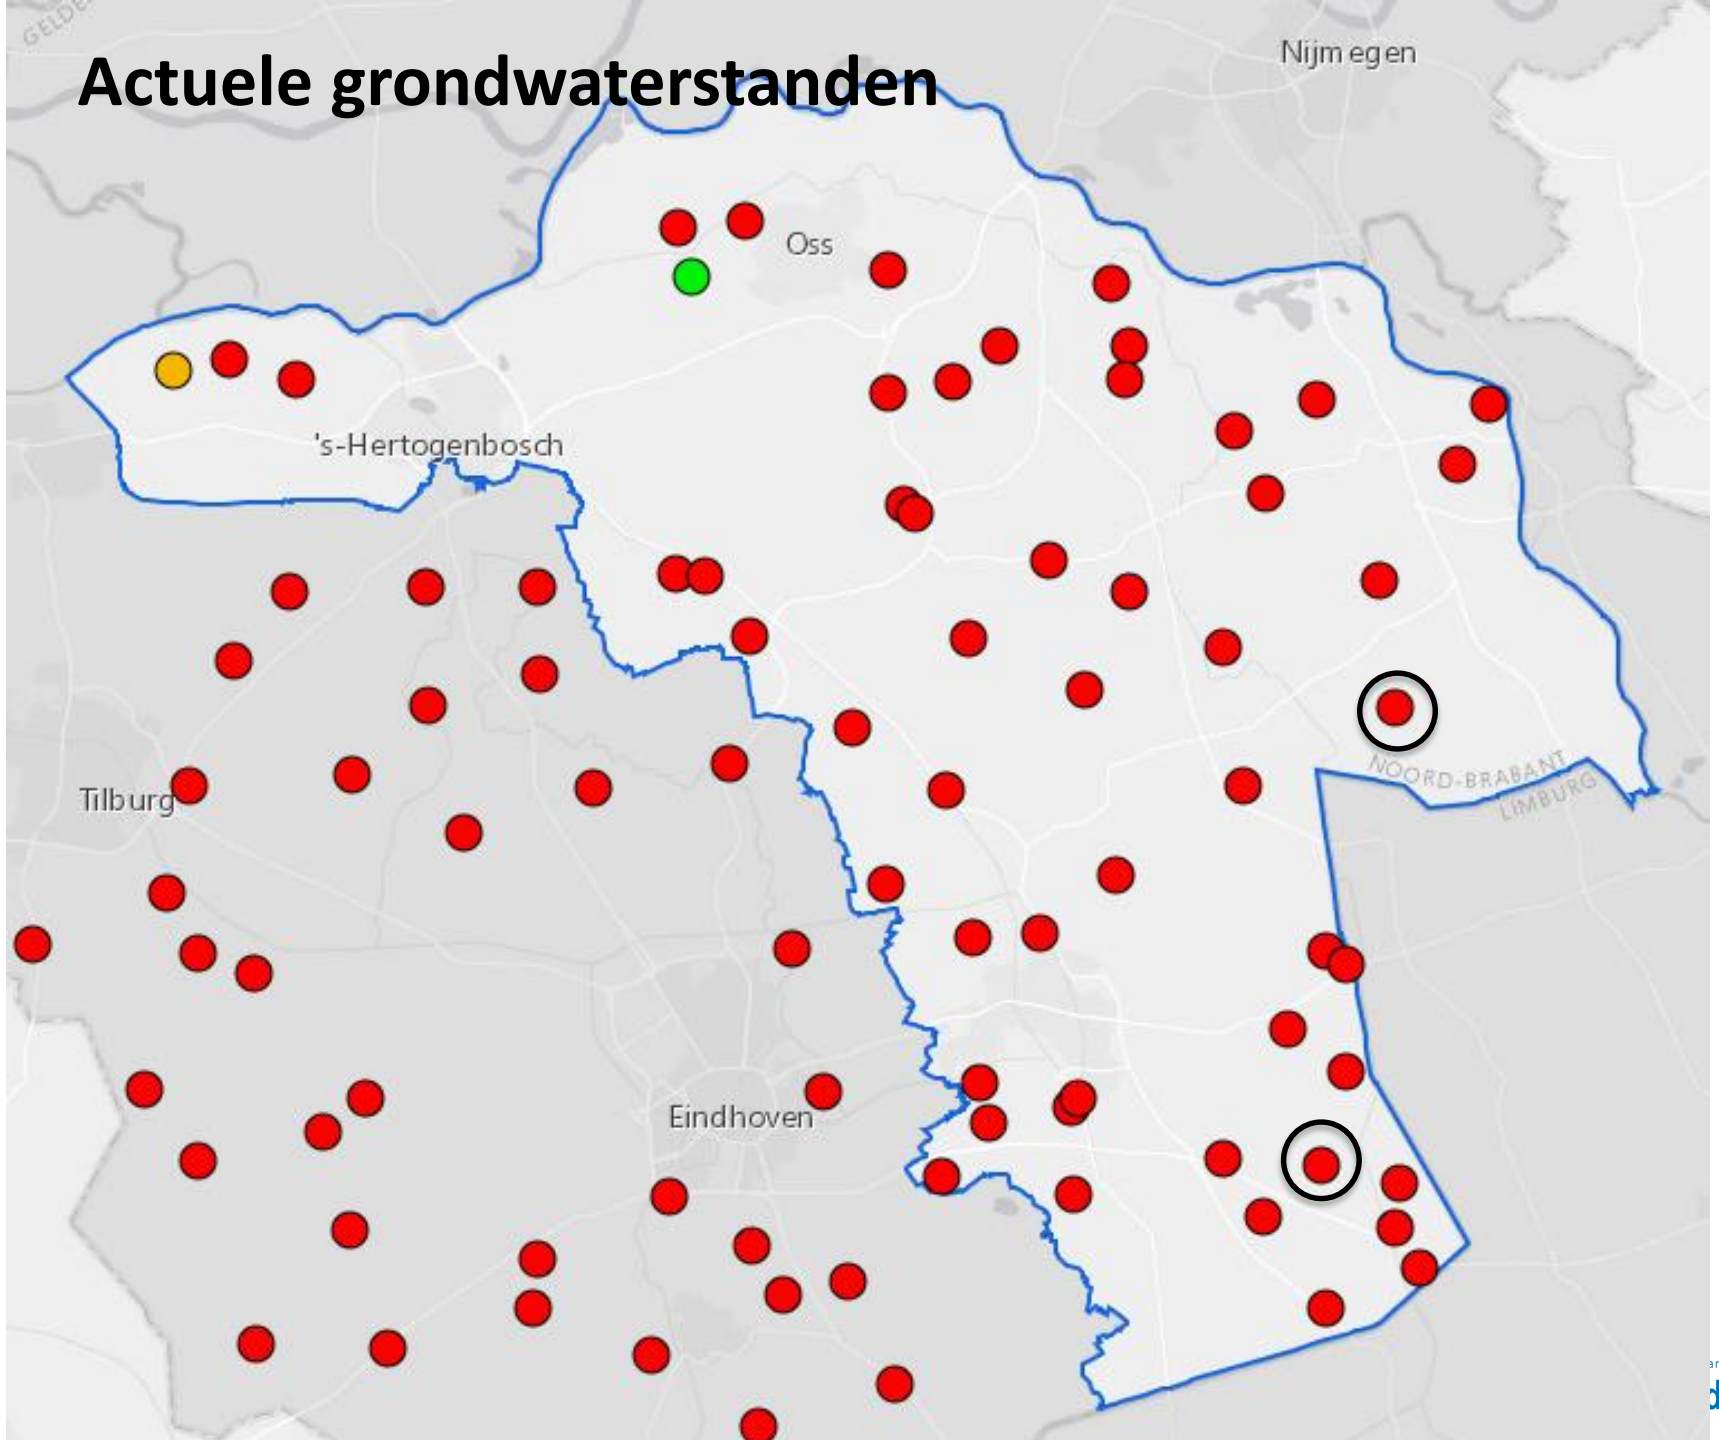 Nijmegen
Actuele grondwaterstanden
Oss
's-Hertogenbosch
NOORD-BRABANT
LIMBURG
Tilburg
Eindhoven